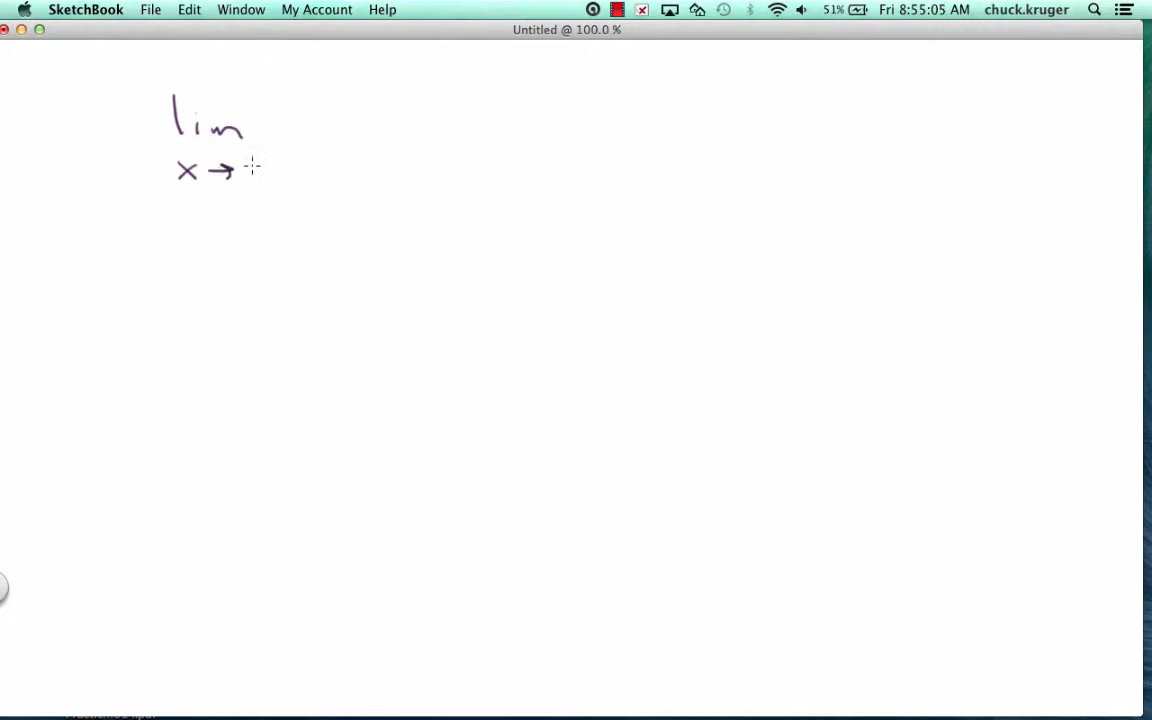 SketchBook File Edit Window My Account Help 51% Fri 8:55:05 AM chuck.kruger
Untitled @ 100.0 %
lim
x →